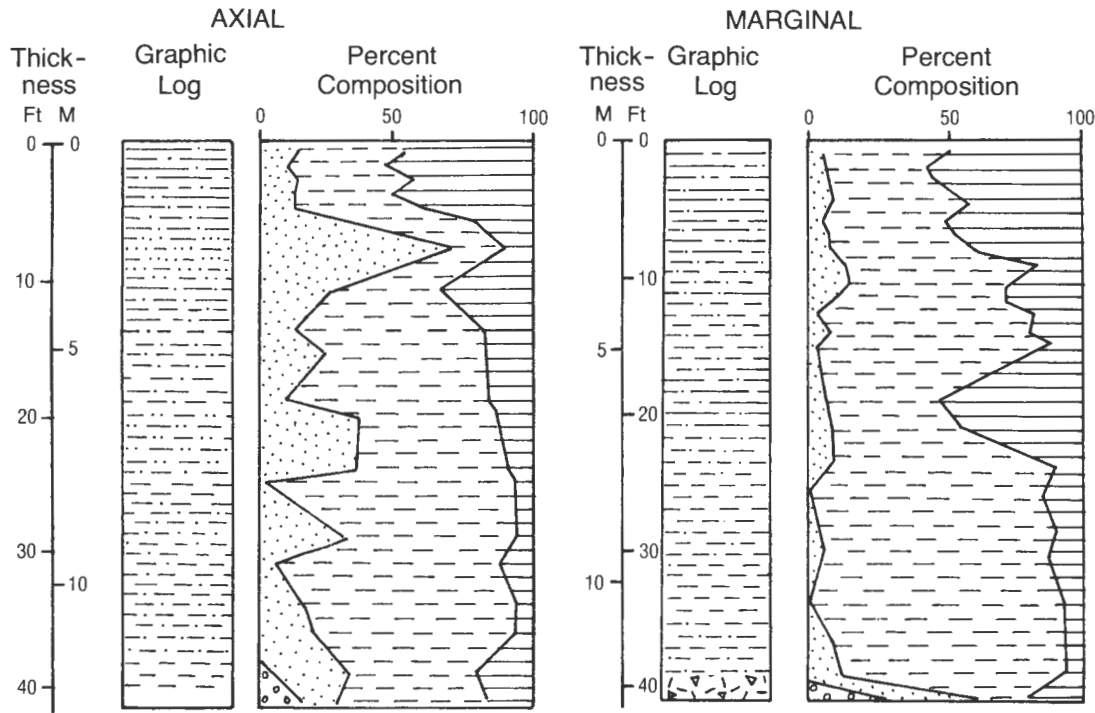 AXIAL
Thick-
ness
Ft M
Graphic
Log
Percent
Composition
0 50 100
0 0
10
5
20
30
10
40
MARGINAL
Thick-
ness
M Ft
Graphic
Log
Percent
Composition
0 50 100
0 0
10
5
20
30
10
40